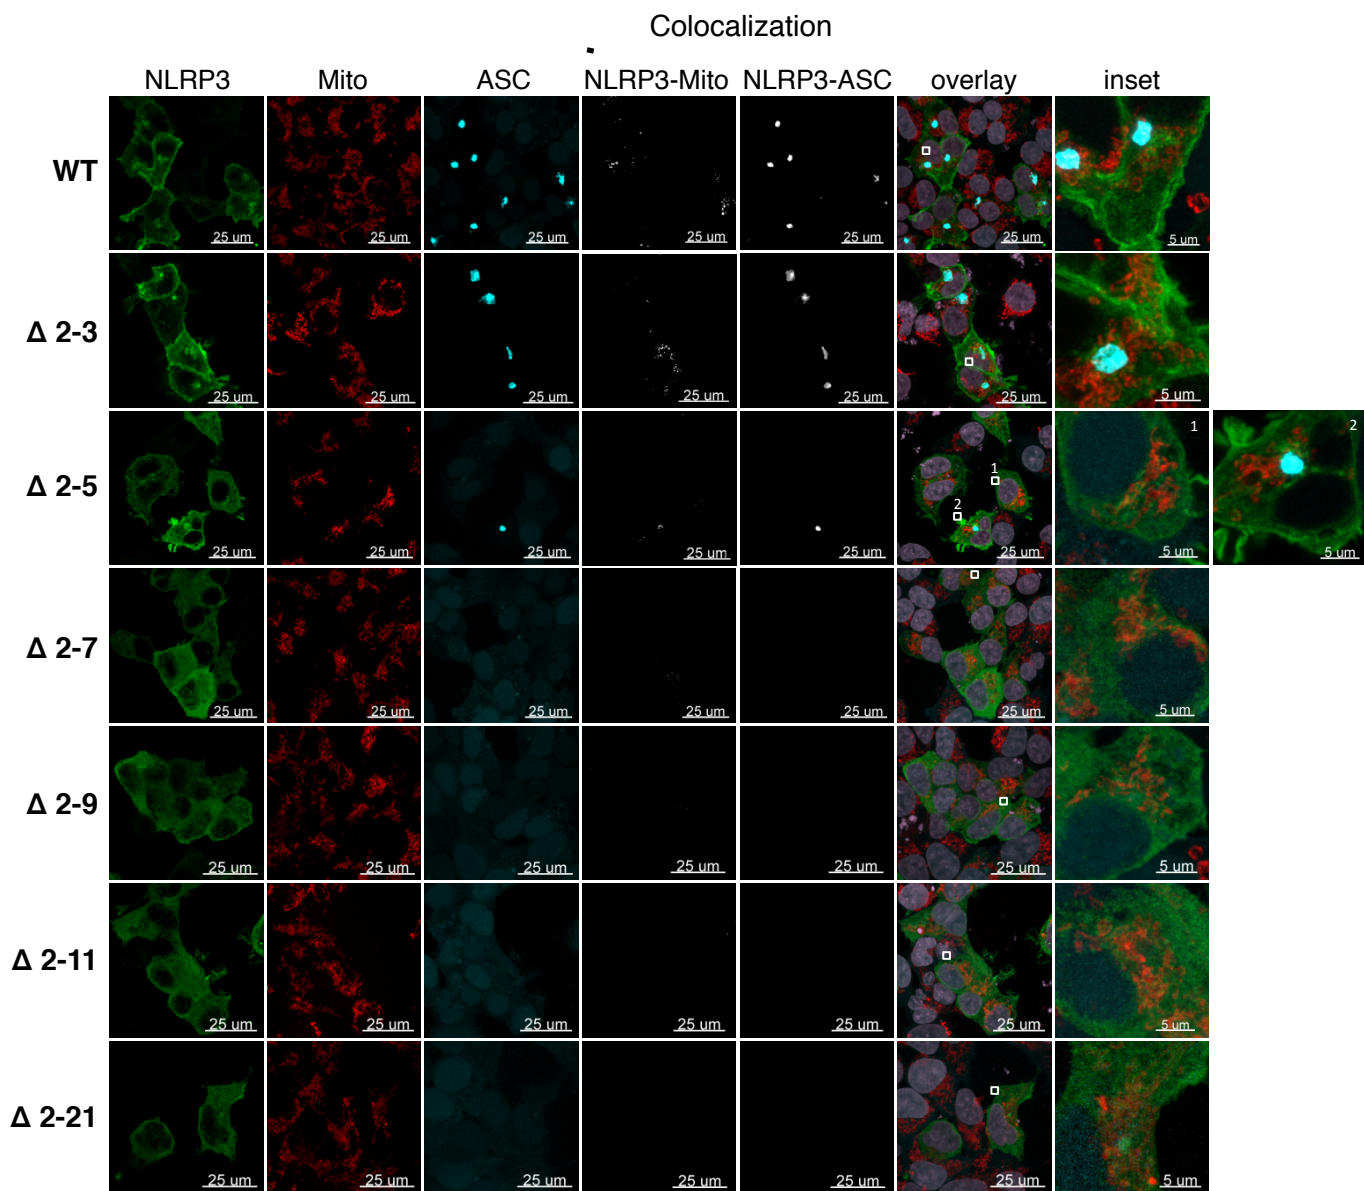 Colocalization
NLRP3 Mito ASC NLRP3-Mito NLRP3-ASC overlay inset
WT
25 um 25 um 25 um 25 um 25 um 25 um 5 um
Δ 2-3
25 um 25 um 25 um 25 um 25 um 25 um 5 um
1 2
1
2
Δ 2-5
25 um 25 um 25 um 25 um 25 um 25 um 5 um 5 um
Δ 2-7
25 um 25 um 25 um 25 um 25 um 25 um 5 um
Δ 2-9
25 um 25 um 25 um 25 um 25 um 25 um 5 um
Δ 2-11
25 um 25 um 25 um 25 um 25 um 25 um 5 um
Δ 2-21
25 um 25 um 25 um 25 um 25 um 25 um 5 um